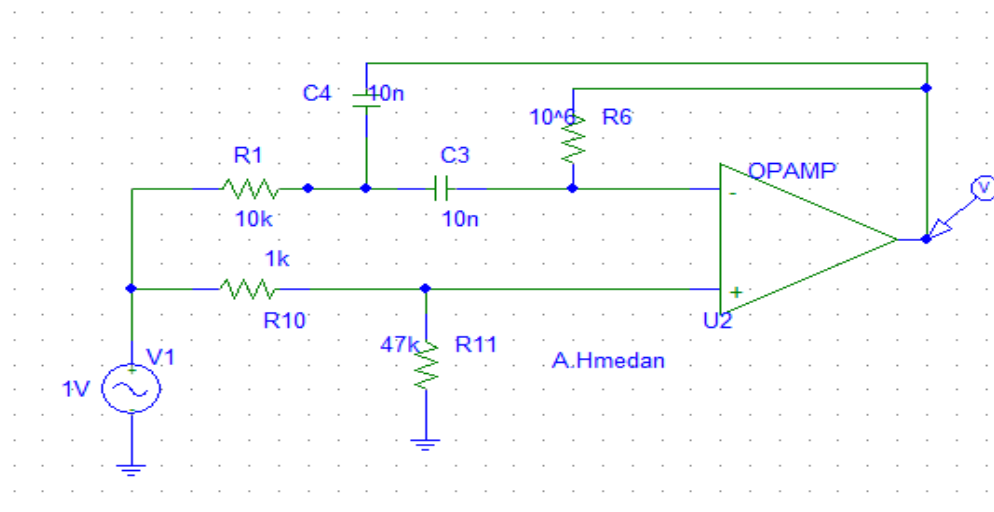 C4
10n
10^6
R6
R1
C3
OPAMP
-
V
10k
10n
1k
+
R10
U2
47k
R11
V1
A.Hmedan
1V
+
-